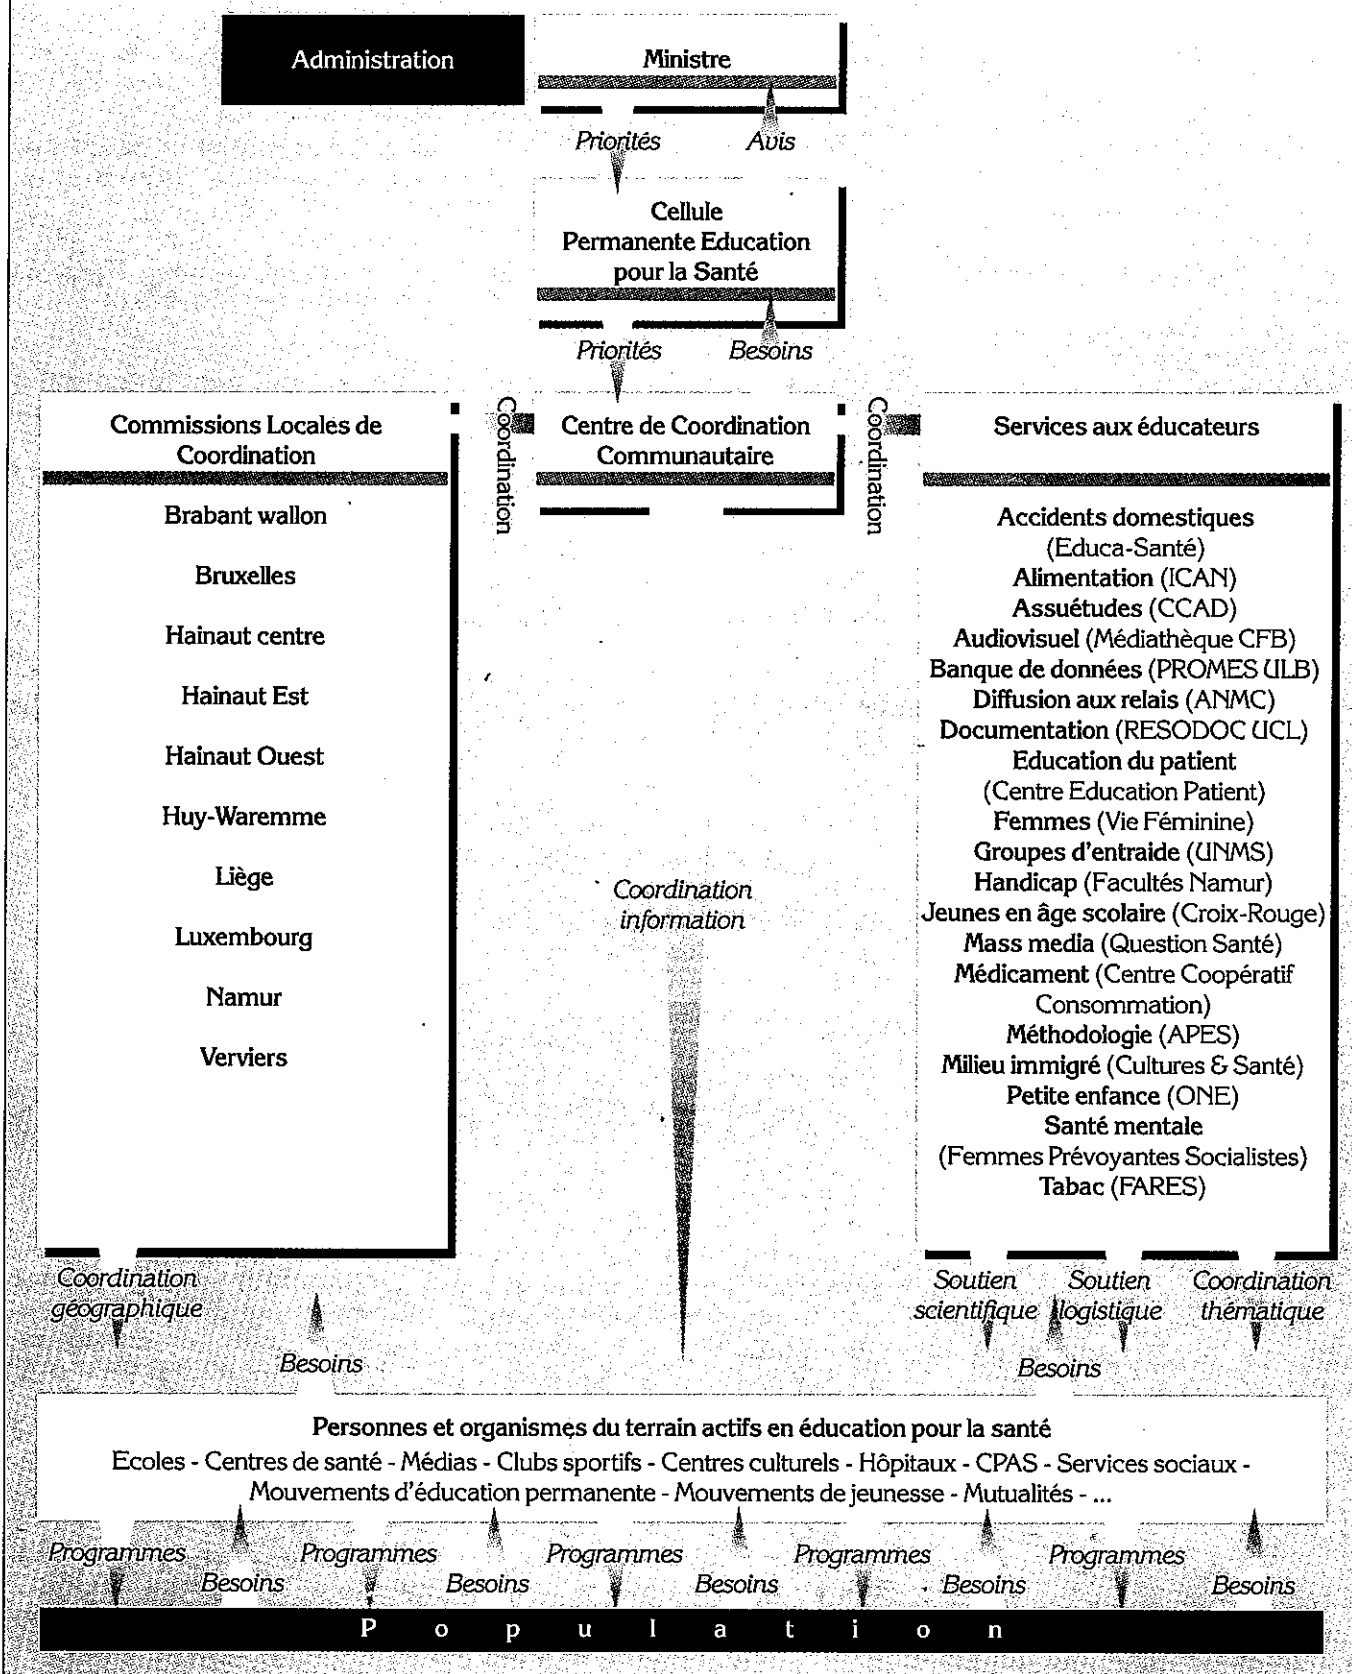 Administration
Ministre
Priorités
Avis
Cellule
Permanente Education
pour la Santé
Priorités
Besoins
Commissions Locales de
Coordination
Brabant wallon
Bruxelles
Hainaut centre
Hainaut Est
Hainaut Ouest
Huy-Waremme
Liège
Luxembourg
Namur
Verviers
Coordination
Centre de Coordination
Communautaire
Coordination
Services aux éducateurs
Accidents domestiques
(Educa-Santé)
Alimentation (ICAN)
Assuétudes (CCAD)
Audiovisuel (Médiathèque CFB)
Banque de données (PROMES ULB)
Diffusion aux relais (ANMC)
Documentation (RESODOC UCL)
Education du patient
(Centre Education Patient)
Femmes (Vie Féminine)
Groupes d'entraide (UNMS)
Handicap (Facultés Namur)
Jeunes en âge scolaire (Croix-Rouge)
Mass media (Question Santé)
Médicament (Centre Coopératif
Consommation)
Méthodologie (APES)
Milieu immigré (Cultures & Santé)
Petite enfance (ONE)
Santé mentale
(Femmes Prévoyantes Socialistes)
Tabac (FARES)
Coordination
information
Coordination
géographique
Besoins
Soutien
scientifique
Soutien
logistique
Coordination
thématique
Besoins
Personnes et organismes du terrain actifs en éducation pour la santé
Ecoles - Centres de santé - Médias - Clubs sportifs - Centres culturels - Hôpitaux - CPAS - Services sociaux -
Mouvements d'éducation permanente - Mouvements de jeunesse - Mutualités - ...
Programmes
Besoins
Programmes
Besoins
Programmes
Besoins
Programmes
Besoins
Programmes
Besoins
Population